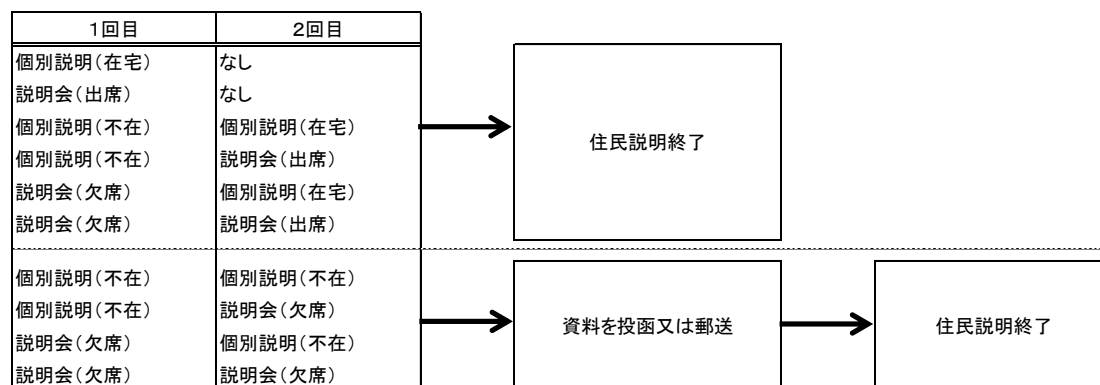 1回目 2回目
個別説明(在宅) なし
説明会(出席) なし
個別説明(不在) 個別説明(在宅)
個別説明(不在) 説明会(出席)
説明会(欠席) 個別説明(在宅)
説明会(欠席) 説明会(出席)
住民説明終了
個別説明(不在) 個別説明(不在)
個別説明(不在) 説明会(欠席)
説明会(欠席) 個別説明(不在)
説明会(欠席) 説明会(欠席)
資料を投函又は郵送
住民説明終了